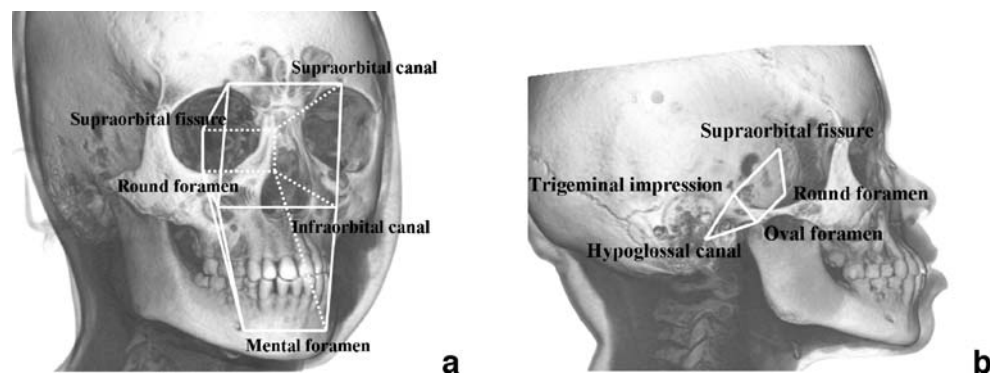 Supraorbital canal
Supraorbital fissure
Round foramen
Infraorbital canal
Mental foramen
a
Supraorbital fissure
Trigeminal impression
Round foramen
Oval foramen
Hypoglossal canal
b